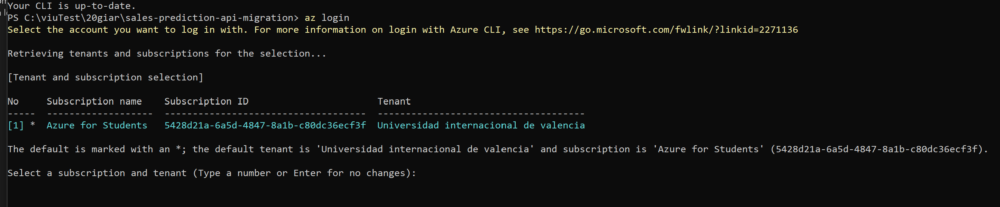 Your CLI is up-to-date.
PS C:\viuTest\20giar\sales-prediction-api-migration> az login
Select the account you want to log in with. For more information on login with Azure CLI, see https://go.microsoft.com/fwlink/?linkid=2271136
Retrieving tenants and subscriptions for the selection...
[Tenant and subscription selection]
No     Subscription name    Subscription ID                       Tenant
-----  -------------------  ------------------------------------  -------------------------------------
[1] *  Azure for Students   5428d21a-6a5d-4847-8a1b-c80dc36ecf3f  Universidad internacional de valencia
The default is marked with an *; the default tenant is 'Universidad internacional de valencia' and subscription is 'Azure for Students' (5428d21a-6a5d-4847-8a1b-c80dc36ecf3f).
Select a subscription and tenant (Type a number or Enter for no changes):